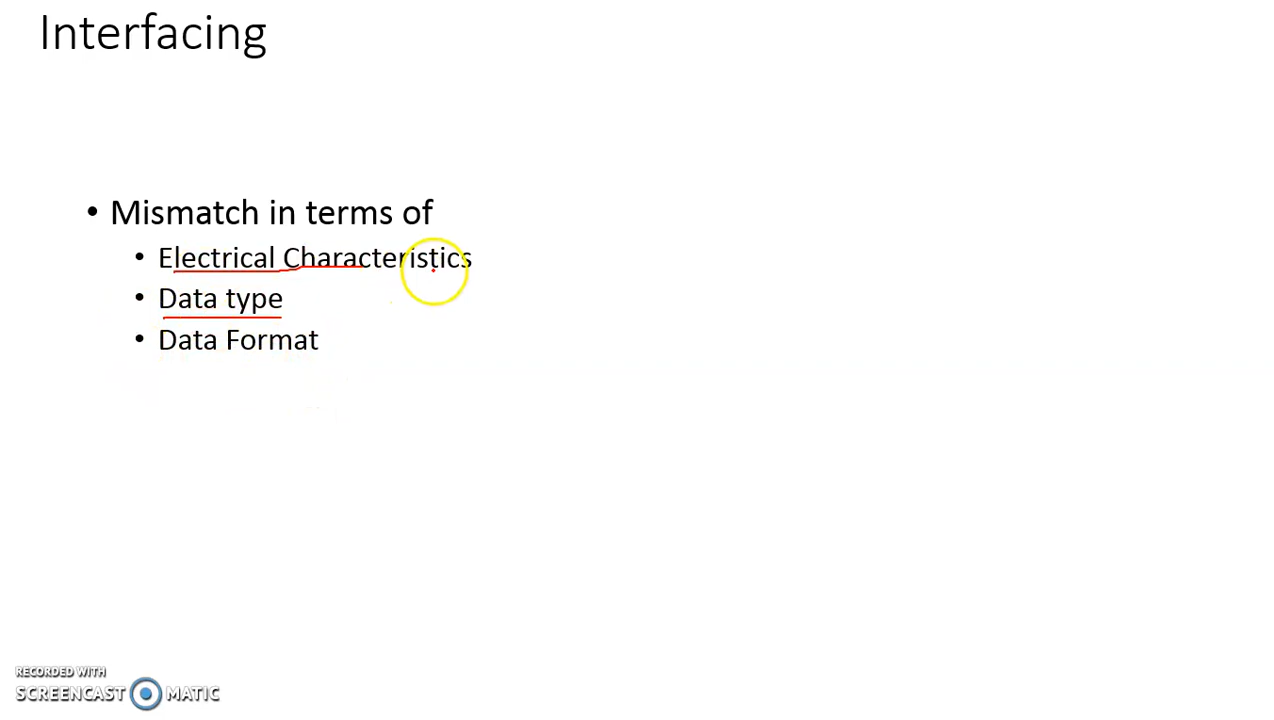 Interfacing
• Mismatch in terms of
• Electrical Characteristics
• Data type
• Data Format
RECORDED WITH
SCREENCAST MATIC